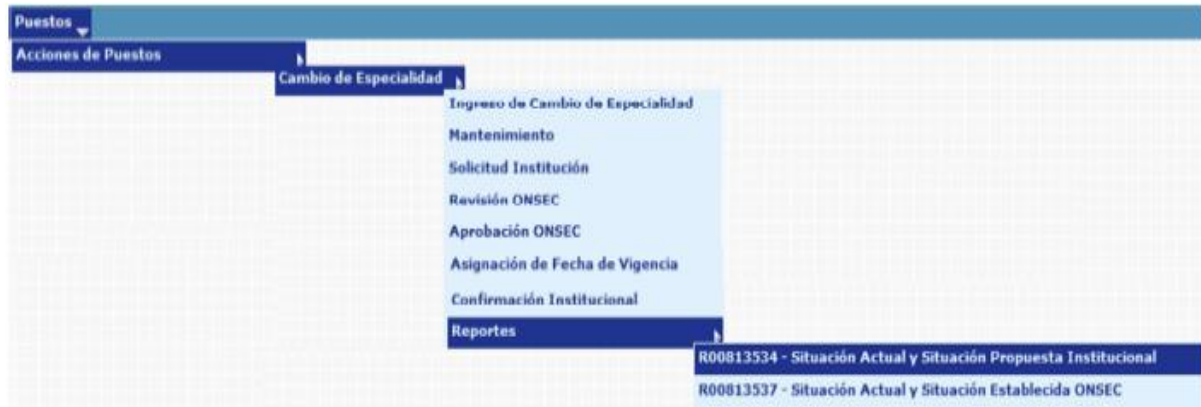 Puestos
Acciones de Puestos
Cambio de Especialidad
Ingreso de Cambio de Especialidad
Mantenimiento
Solicitud Institución
Revisión ONSEC
Aprobación ONSEC
Asignación de Fecha de Vigencia
Confirmación Institucional
Reportes
R00813534 - Situación Actual y Situación Propuesta Institucional
R00813537 - Situación Actual y Situación Establecida ONSEC